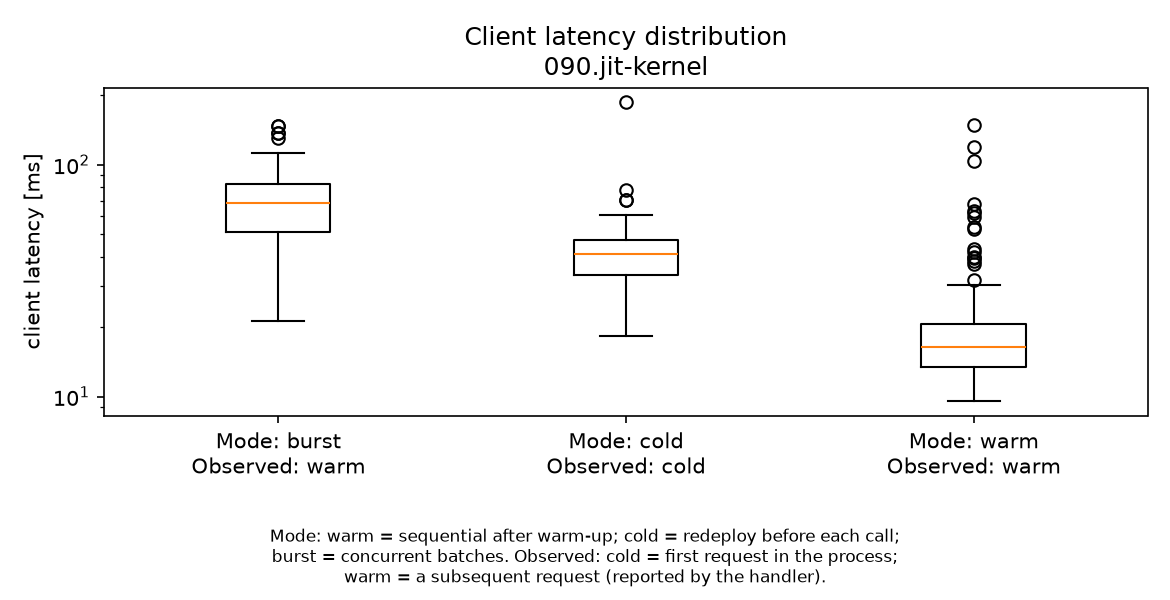 Client latency distribution
090.jit-kernel
client latency [ms]
10²
10¹
Mode: burst
Observed: warm
Mode: cold
Observed: cold
Mode: warm
Observed: warm
Mode: warm = sequential after warm-up; cold = redeploy before each call;
burst = concurrent batches. Observed: cold = first request in the process;
warm = a subsequent request (reported by the handler).